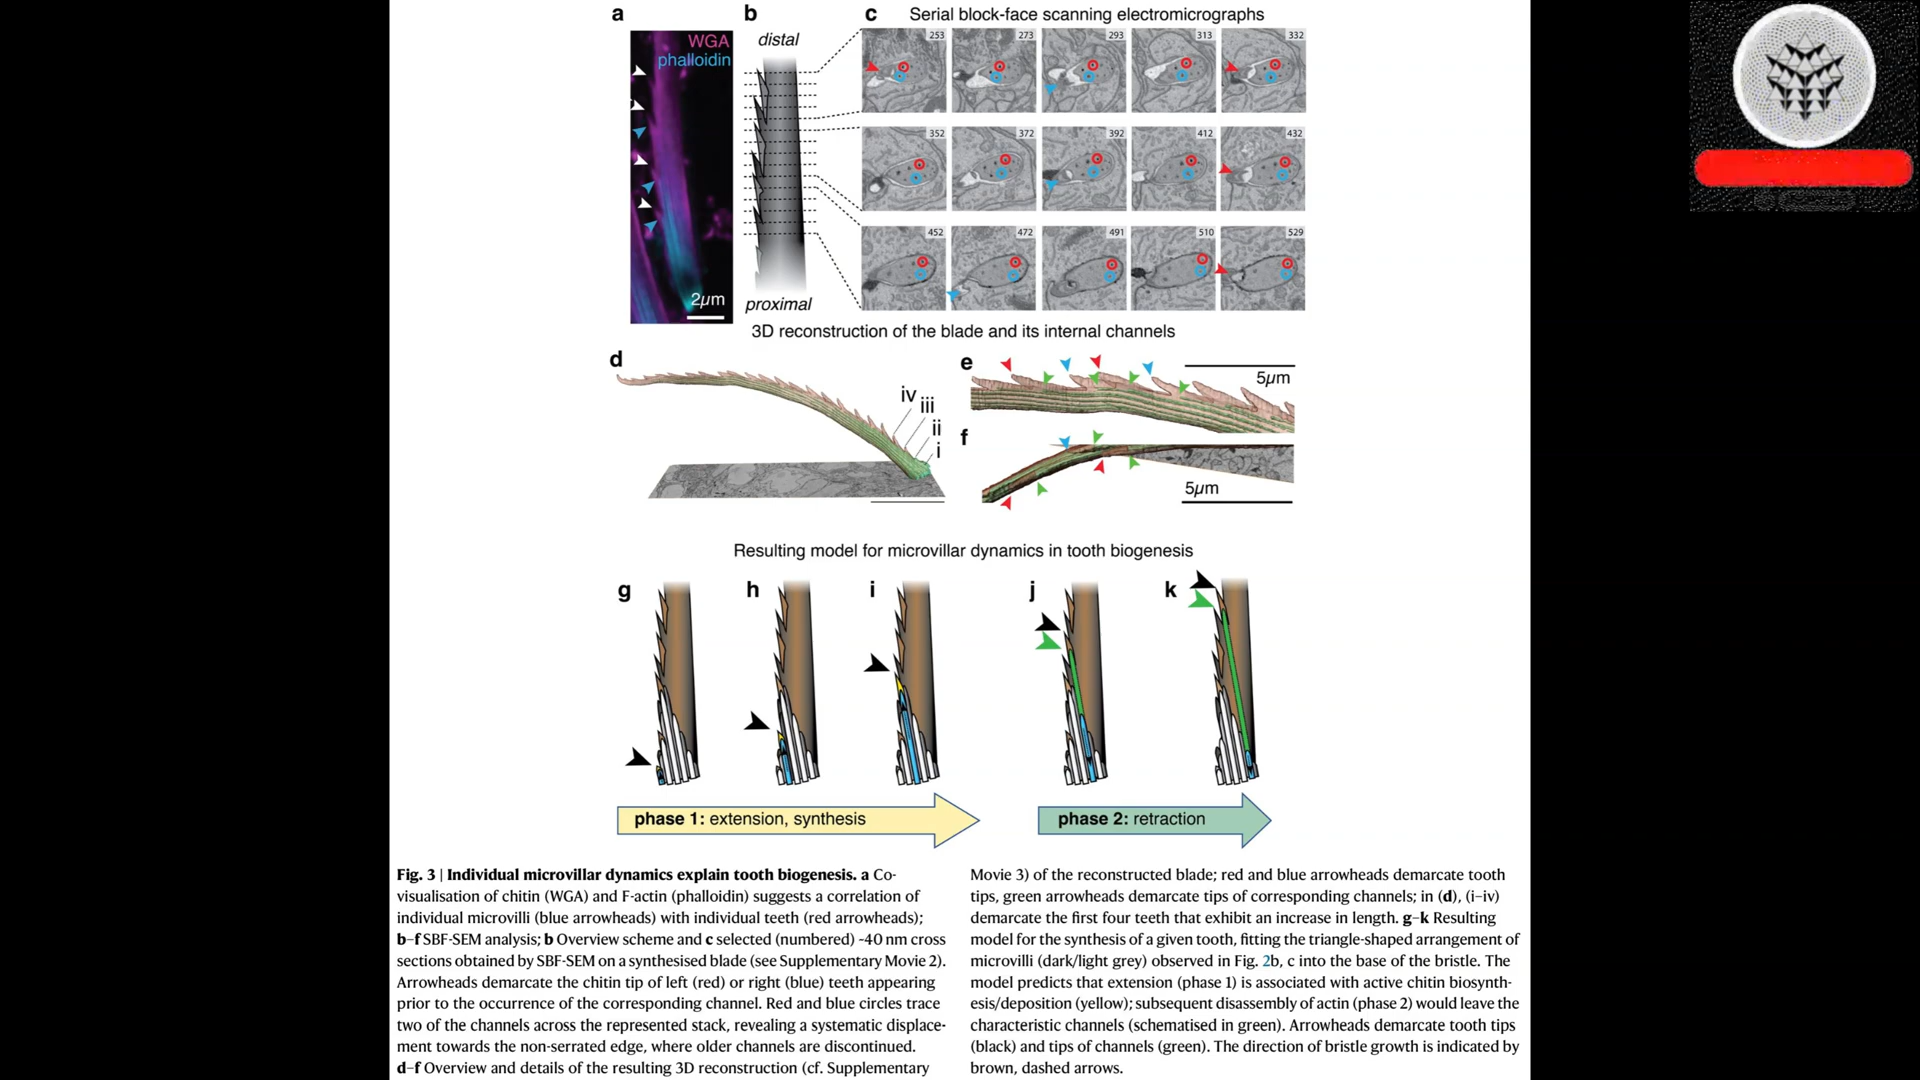 a
b
c
Serial block-face scanning electromicrographs
WGA
phalloidin
distal
253
273
293
313
332
352
372
392
412
432
452
472
491
510
529
2µm
proximal
3D reconstruction of the blade and its internal channels
d
iv
iii
ii
i
e
5µm
f
5µm
Resulting model for microvillar dynamics in tooth biogenesis
g
h
i
j
k
phase 1: extension, synthesis
phase 2: retraction
Fig. 3 | Individual microvillar dynamics explain tooth biogenesis. a Co-
visualisation of chitin (WGA) and F-actin (phalloidin) suggests a correlation of
individual microvilli (blue arrowheads) with individual teeth (red arrowheads);
b–f SBF-SEM analysis; b Overview scheme and c selected (numbered) ~40 nm cross
sections obtained by SBF-SEM on a synthesised blade (see Supplementary Movie 2).
Arrowheads demarcate the chitin tip of left (red) or right (blue) teeth appearing
prior to the occurrence of the corresponding channel. Red and blue circles trace
two of the channels across the represented stack, revealing a systematic displace-
ment towards the non-serrated edge, where older channels are discontinued.
d–f Overview and details of the resulting 3D reconstruction (cf. Supplementary
Movie 3) of the reconstructed blade; red and blue arrowheads demarcate tooth
tips, green arrowheads demarcate tips of corresponding channels; in (d), (i–iv)
demarcate the first four teeth that exhibit an increase in length. g–k Resulting
model for the synthesis of a given tooth, fitting the triangle-shaped arrangement of
microvilli (dark/light grey) observed in Fig. 2b, c into the base of the bristle. The
model predicts that extension (phase 1) is associated with active chitin biosynth-
esis/deposition (yellow); subsequent disassembly of actin (phase 2) would leave the
characteristic channels (schematised in green). Arrowheads demarcate tooth tips
(black) and tips of channels (green). The direction of bristle growth is indicated by
brown, dashed arrows.